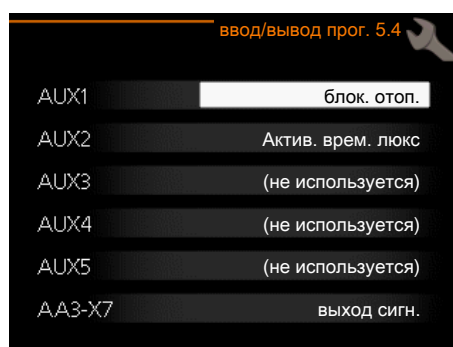 ввод/вывод прог. 5.4
AUX1 блок. отоп.
AUX2 Актив. врем. люкс
AUX3 (не используется)
AUX4 (не используется)
AUX5 (не используется)
AA3-X7 выход сигн.